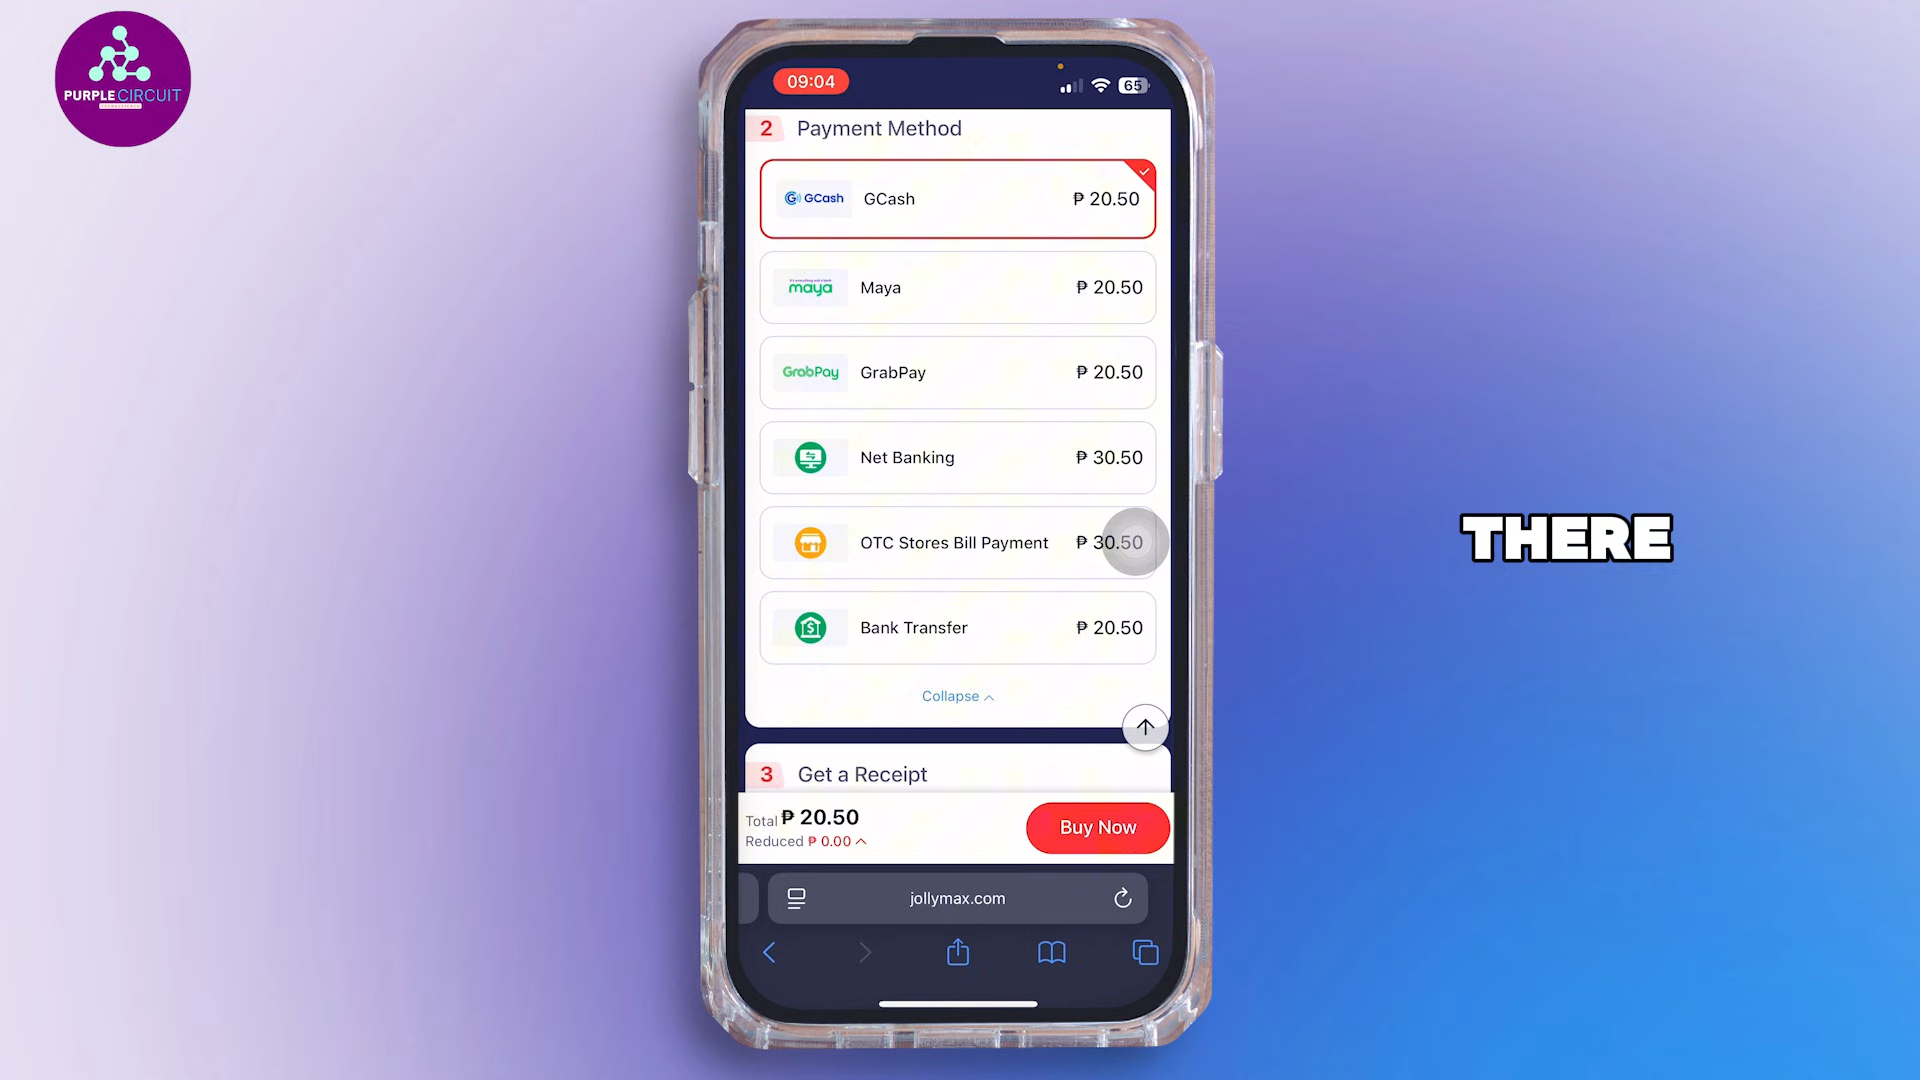 PURPLE CIRCUIT
09:04
65
2 Payment Method
GCash GCash ₱ 20.50
maya Maya ₱ 20.50
GrabPay GrabPay ₱ 20.50
Net Banking ₱ 30.50
OTC Stores Bill Payment ₱ 30.50
Bank Transfer ₱ 20.50
Collapse
3 Get a Receipt
Total ₱ 20.50
Reduced ₱ 0.00
Buy Now
jollymax.com
THERE